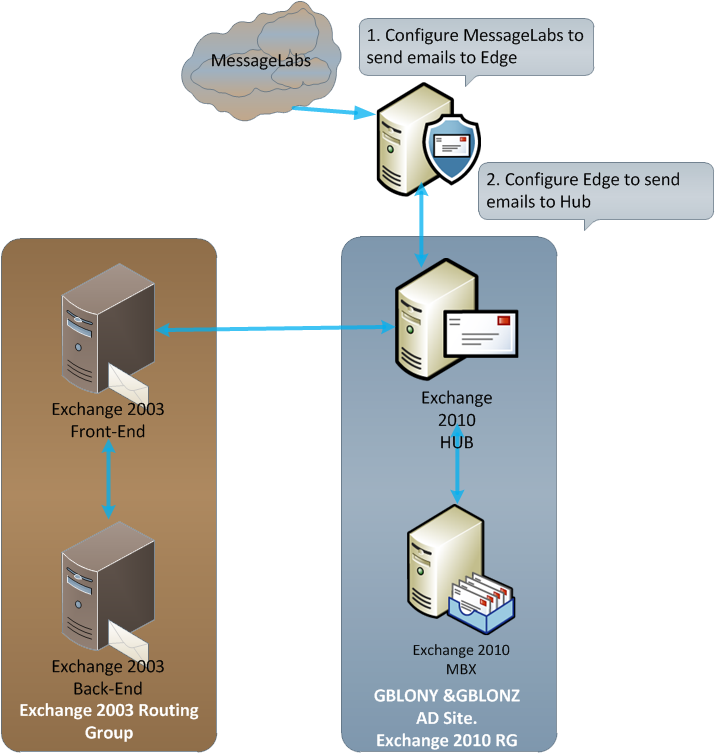 MessageLabs
1. Configure MessageLabs to
send emails to Edge
2. Configure Edge to send
emails to Hub
Exchange 2003
Front-End
Exchange
2010
HUB
Exchange 2003
Back-End
Exchange 2003 Routing
Group
Exchange 2010
MBX
GBLONY &GBLONZ
AD Site.
Exchange 2010 RG